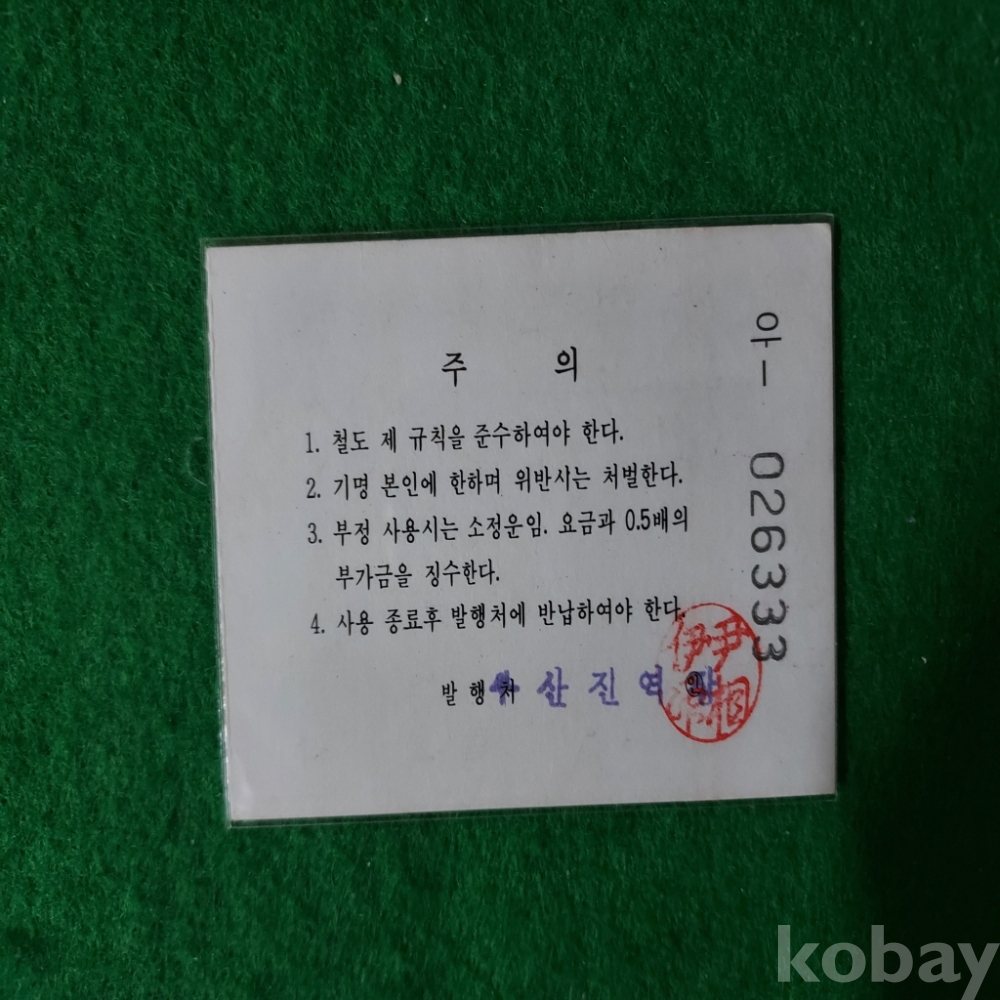 주 의
1. 철도 제 규칙을 준수하여야 한다.
2. 기명 본인에 한하며 위반시는 처벌한다.
3. 부정 사용시는 소정운임. 요금과 0.5배의
부가금을 징수한다.
4. 사용 종료후 발행처에 반납하여야 한다.
발행처 산진역
아- 026333
kobay